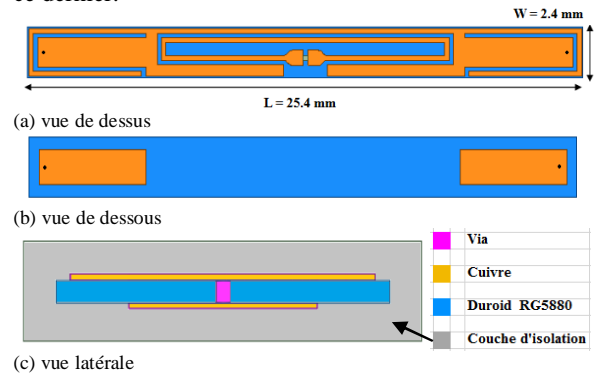 W = 2.4 mm
L = 25.4 mm
(a) vue de dessus
(b) vue de dessous
Via
Cuivre
Duroid RG5880
Couche d'isolation
(c) vue latérale